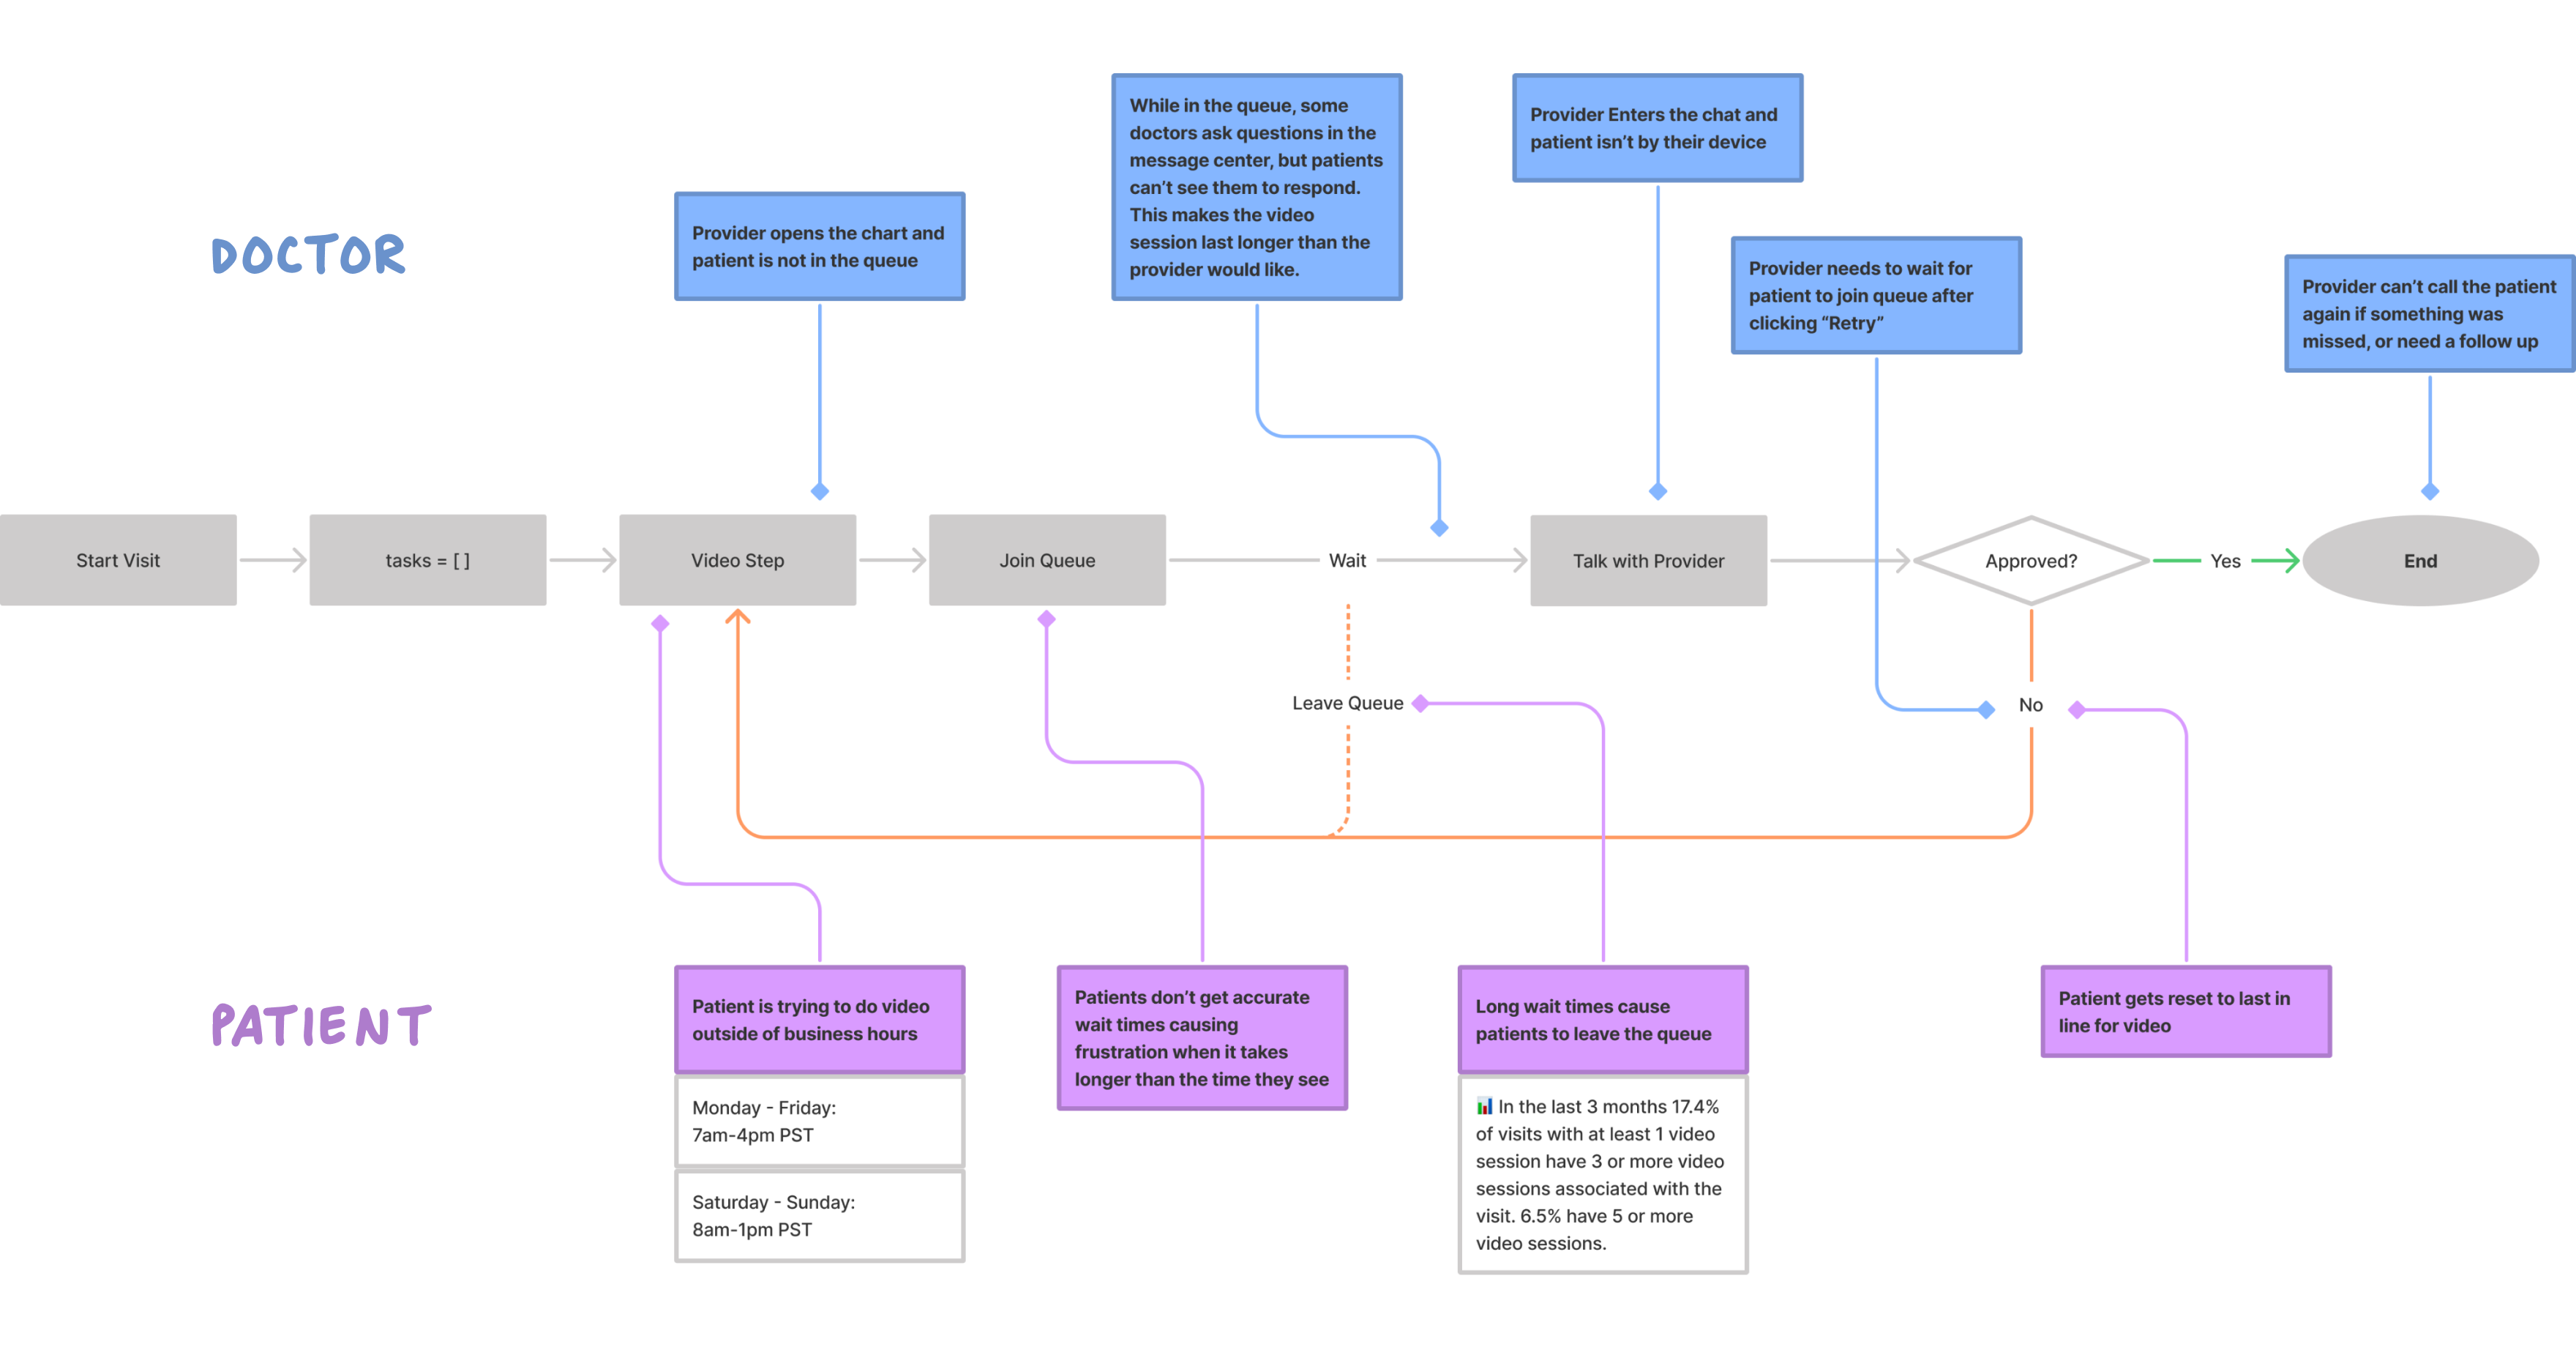 While in the queue, some
doctors ask questions in the
message center, but patients
can’t see them to respond.
This makes the video
session last longer than the
provider would like.
Provider Enters the chat and
patient isn’t by their device
DOCTOR
Provider opens the chart and
patient is not in the queue
Provider needs to wait for
patient to join queue after
clicking “Retry”
Provider can’t call the patient
again if something was
missed, or need a follow up
Start Visit
tasks = [ ]
Video Step
Join Queue
Wait
Talk with Provider
Approved?
Yes
End
Leave Queue
No
PATIENT
Patient is trying to do video
outside of business hours
Monday - Friday:
7am-4pm PST
Saturday - Sunday:
8am-1pm PST
Patients don’t get accurate
wait times causing
frustration when it takes
longer than the time they see
Long wait times cause
patients to leave the queue
📊 In the last 3 months 17.4%
of visits with at least 1 video
session have 3 or more video
sessions associated with the
visit. 6.5% have 5 or more
video sessions.
Patient gets reset to last in
line for video